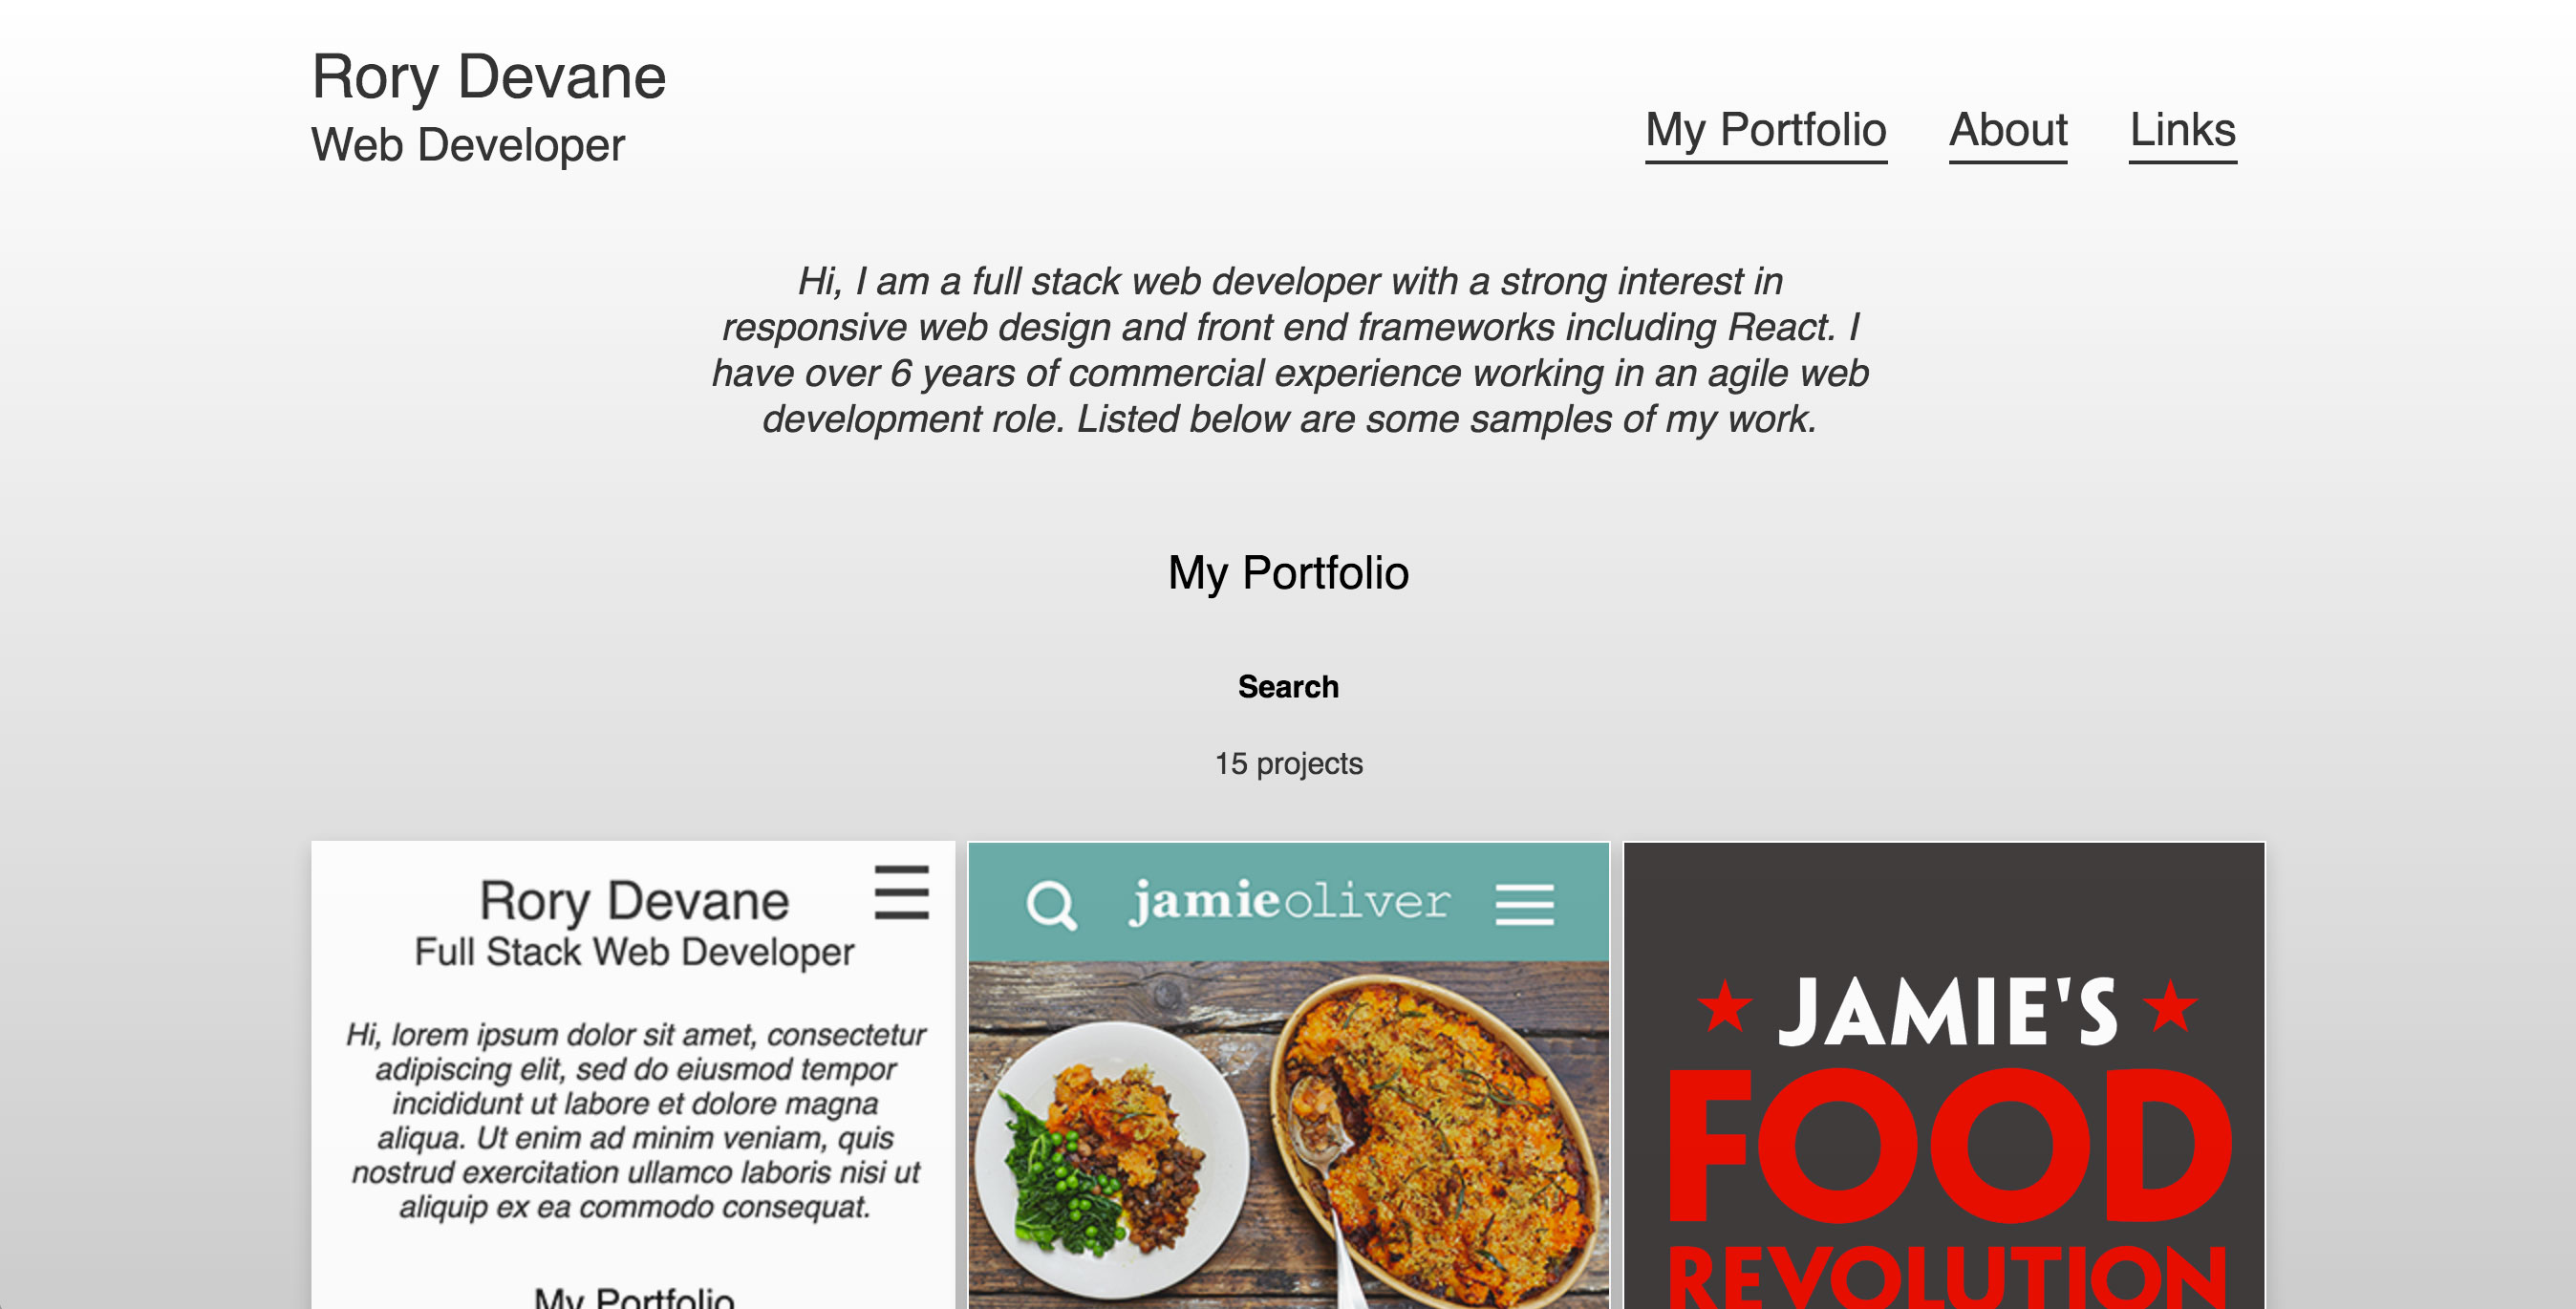 Rory Devane
Web Developer
My Portfolio About Links
Hi, I am a full stack web developer with a strong interest in
responsive web design and front end frameworks including React. I
have over 6 years of commercial experience working in an agile web
development role. Listed below are some samples of my work.
My Portfolio
Search
15 projects
Rory Devane
Full Stack Web Developer
Hi, lorem ipsum dolor sit amet, consectetur
adipiscing elit, sed do eiusmod tempor
incididunt ut labore et dolore magna
aliqua. Ut enim ad minim veniam, quis
nostrud exercitation ullamco laboris nisi ut
aliquip ex ea commodo consequat.
My Portfolio
jamieoliver
JAMIE'S
FOOD
REVOLUTION